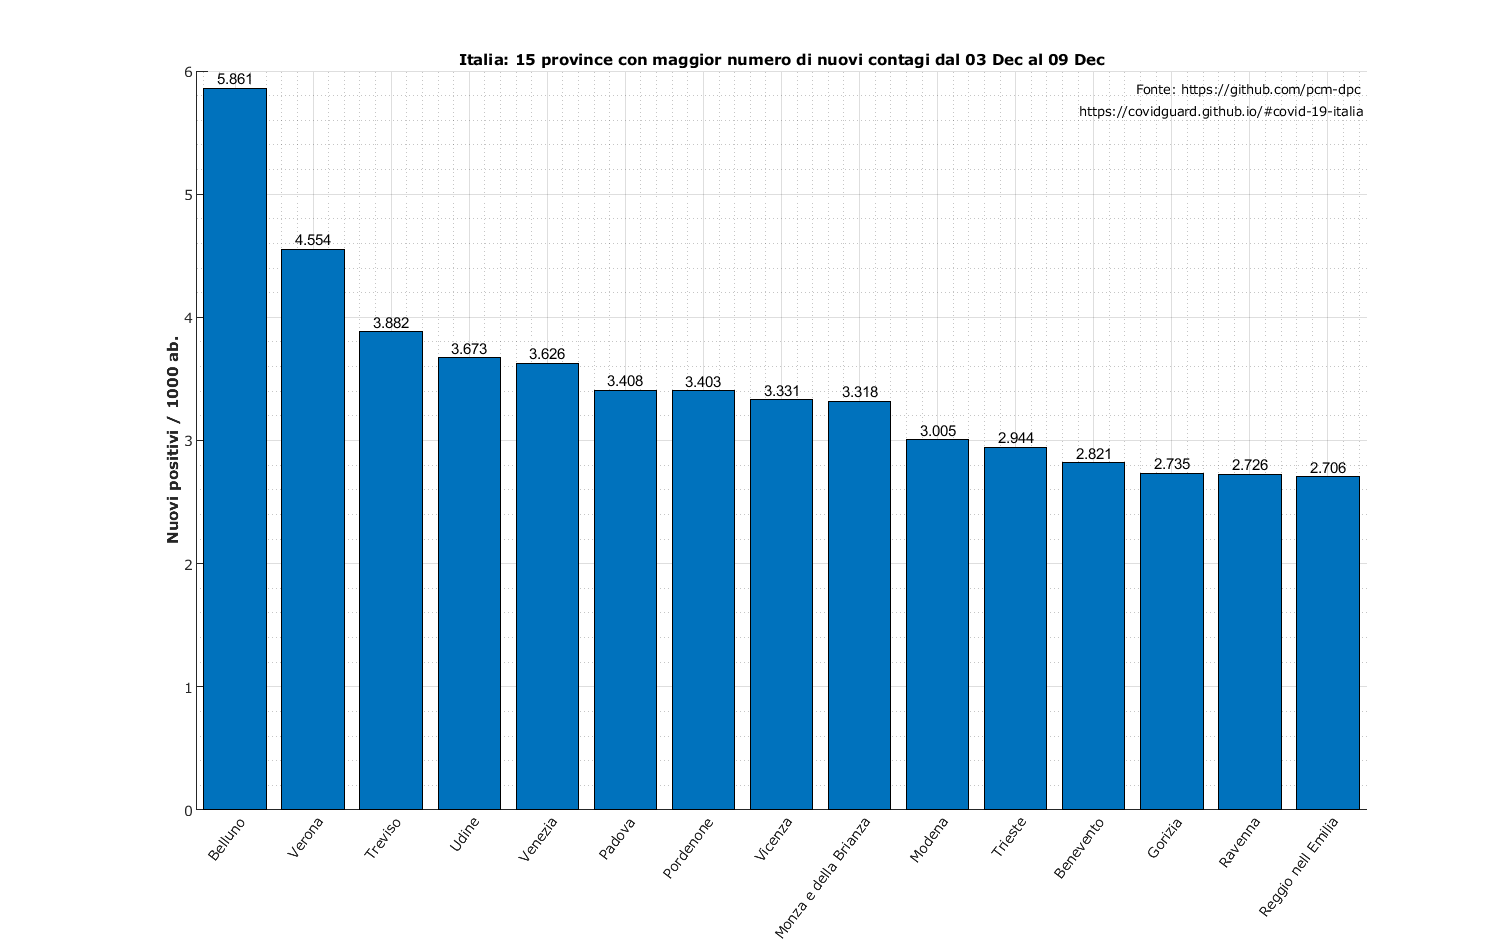 Italia: 15 province con maggior numero di nuovi contagi dal 03 Dec al 09 Dec
Fonte: https://github.com/pcm-dpc
https://covidguard.github.io/#covid-19-italia
Nuovi positivi / 1000 ab.
6
5
4
3
2
1
0
5.861
4.554
3.882
3.673
3.626
3.408
3.403
3.331
3.318
3.005
2.944
2.821
2.735
2.726
2.706
Belluno
Verona
Treviso
Udine
Venezia
Padova
Pordenone
Vicenza
Monza e della Brianza
Modena
Trieste
Benevento
Gorizia
Ravenna
Reggio nell Emilia